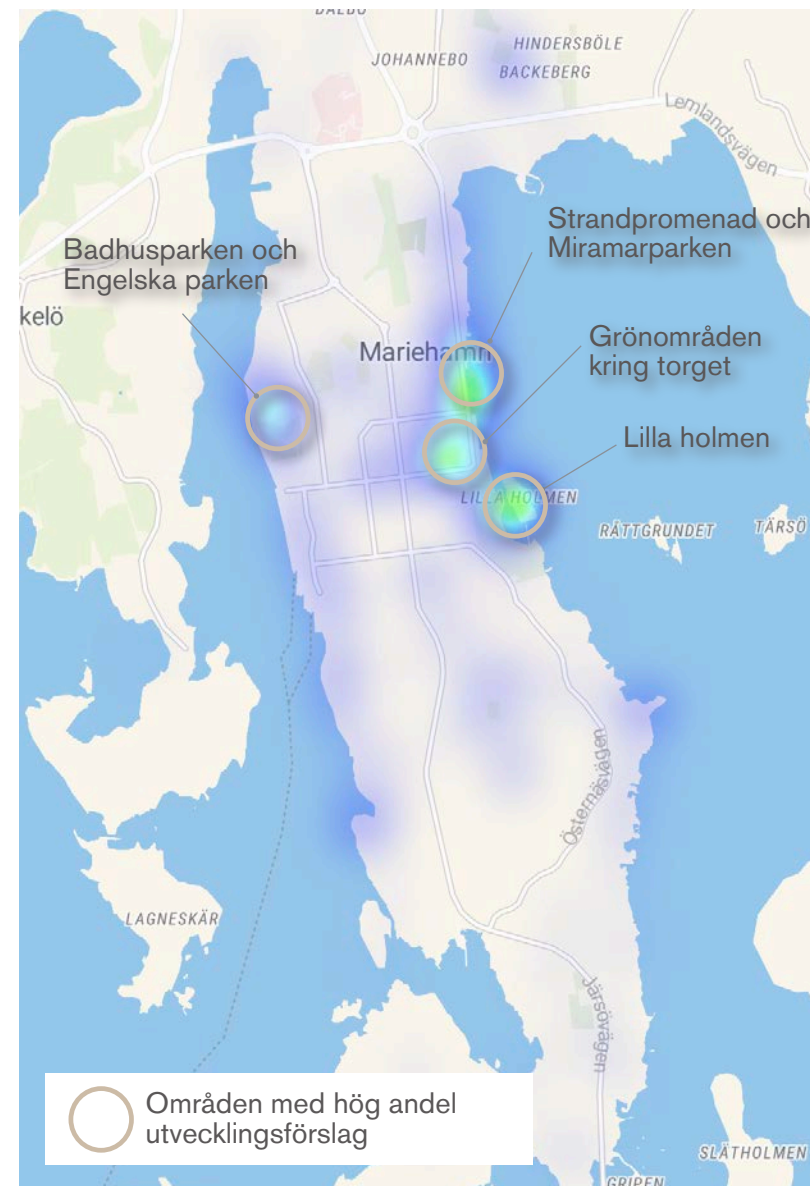 DALBO
JOHANNEBO
HINDERSBÖLE
BACKEBERG
Lemlandsvägen
Strandpromenad och
Miramarparken
Badhusparken och
Engelska parken
kelö
Grönområden
kring torget
Mariehamn
Lilla holmen
LILLA HOLMEN
RÄTTGRUNDET
TÄRSÖ
Östernäsvägen
LAGNESKÄR
Järsövägen
Områden med hög andel
utvecklingsförslag
SLÄTHOLMEN
GRIPEN